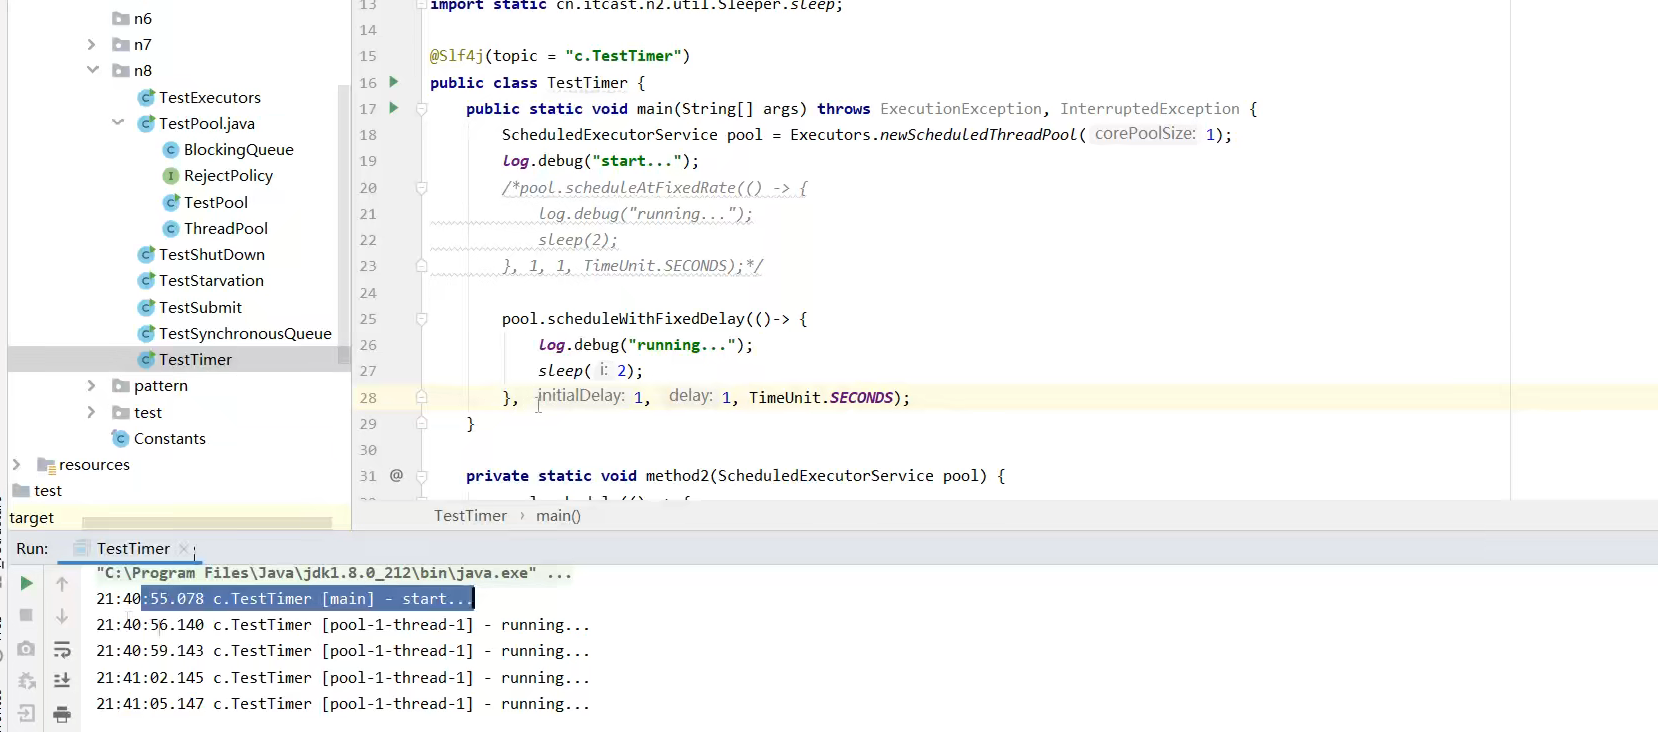 n6
n7
n8
TestExecutors
TestPool.java
BlockingQueue
RejectPolicy
TestPool
ThreadPool
TestShutDown
TestStarvation
TestSubmit
TestSynchronousQueue
TestTimer
pattern
test
Constants
resources
test
target
13 import static cn.itcast.n2.util.Sleeper.sleep;
14
15 @Slf4j(topic = "c.TestTimer")
16 public class TestTimer {
17 public static void main(String[] args) throws ExecutionException, InterruptedException {
18 ScheduledExecutorService pool = Executors.newScheduledThreadPool( corePoolSize: 1);
19 log.debug("start...");
20 /*pool.scheduleAtFixedRate(() -> {
21 log.debug("running...");
22 sleep(2);
23 }, 1, 1, TimeUnit.SECONDS);*/
24
25 pool.scheduleWithFixedDelay(()-> {
26 log.debug("running...");
27 sleep( i: 2);
28 }, initialDelay: 1, delay: 1, TimeUnit.SECONDS);
29 }
30
31 @ private static void method2(ScheduledExecutorService pool) {
TestTimer › main()
Run: TestTimer
"C:\Program Files\Java\jdk1.8.0_212\bin\java.exe" ...
21:40:55.078 c.TestTimer [main] - start...
21:40:56.140 c.TestTimer [pool-1-thread-1] - running...
21:40:59.143 c.TestTimer [pool-1-thread-1] - running...
21:41:02.145 c.TestTimer [pool-1-thread-1] - running...
21:41:05.147 c.TestTimer [pool-1-thread-1] - running...